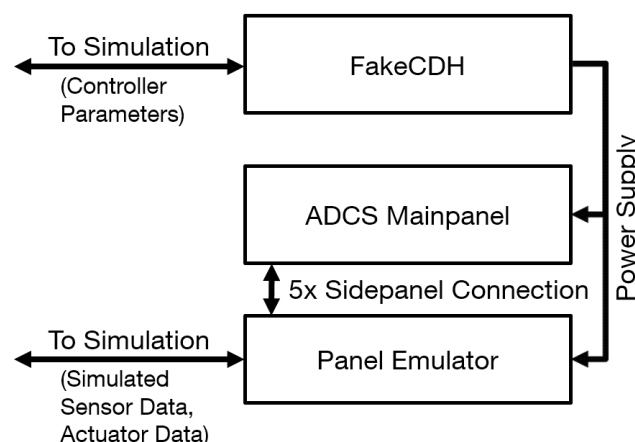 To Simulation
(Controller
Parameters)
FakeCDH
ADCS Mainpanel
Power Supply
5x Sidepanel Connection
To Simulation
(Simulated
Sensor Data,
Actuator Data)
Panel Emulator